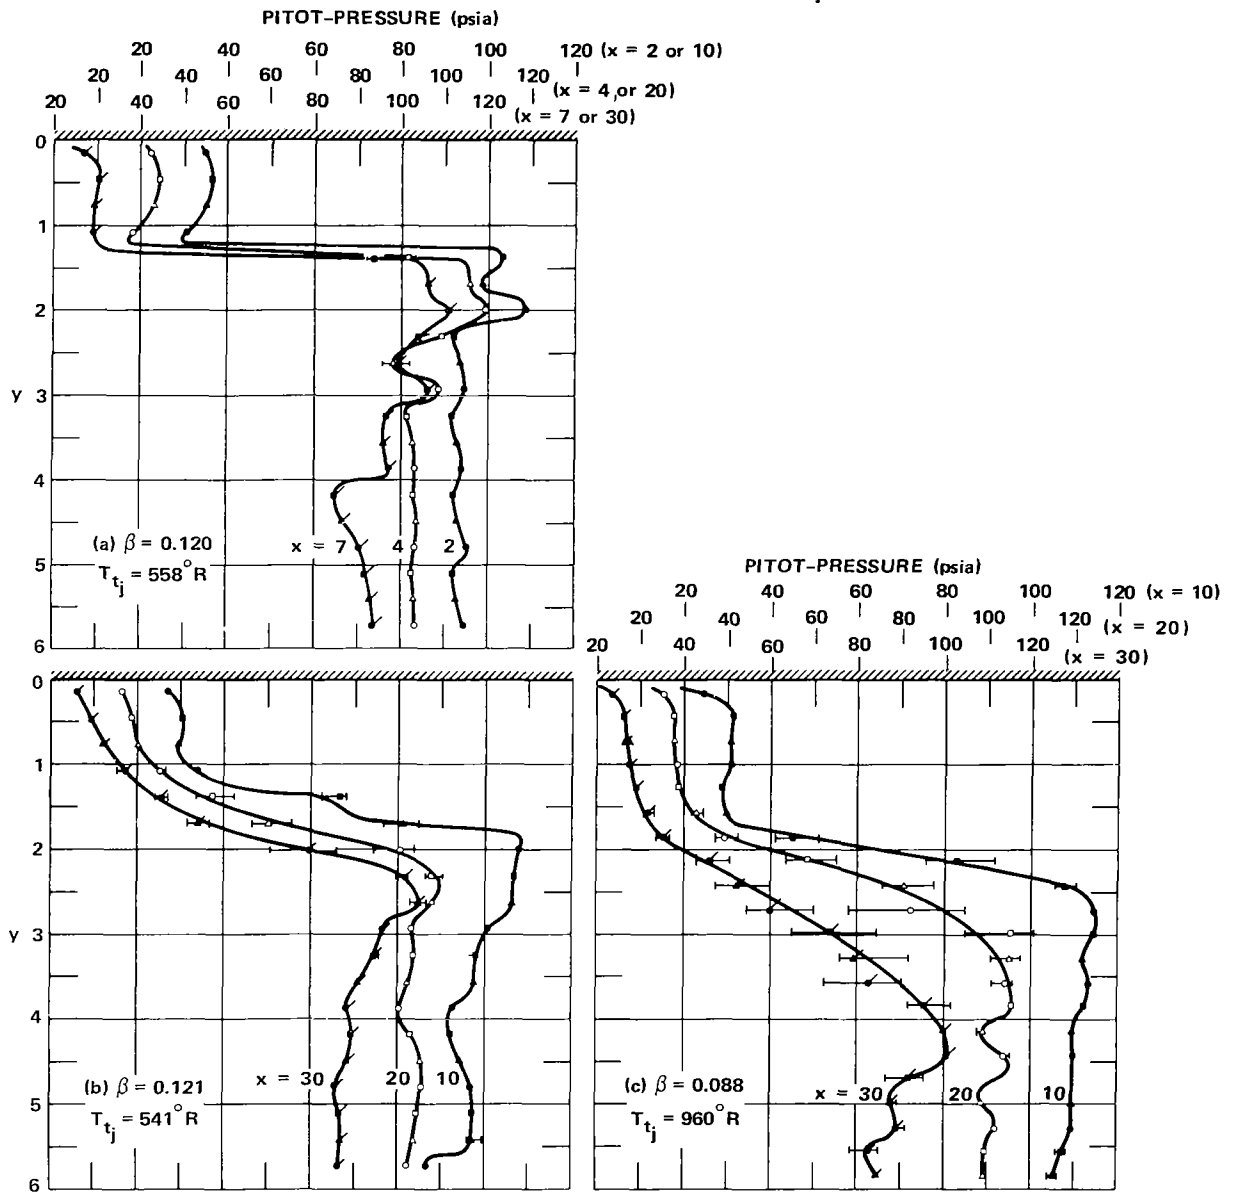 PITOT-PRESSURE (psia)
20 40 60 80 100 120 (x = 2 or 10)
20 40 60 80 100 120 (x = 4, or 20)
20 40 60 80 100 120 (x = 7 or 30)
0
1
2
y 3
4
5
6
(a) β = 0.120
T_tj = 558°R
x = 7 4 2
PITOT-PRESSURE (psia)
20 40 60 80 100 120 (x = 10)
20 40 60 80 100 120 (x = 20)
20 40 60 80 100 120 (x = 30)
0
1
2
y 3
4
5
6
(b) β = 0.121
T_tj = 541°R
x = 30 20 10
(c) β = 0.088
T_tj = 960°R
x = 30 20 10